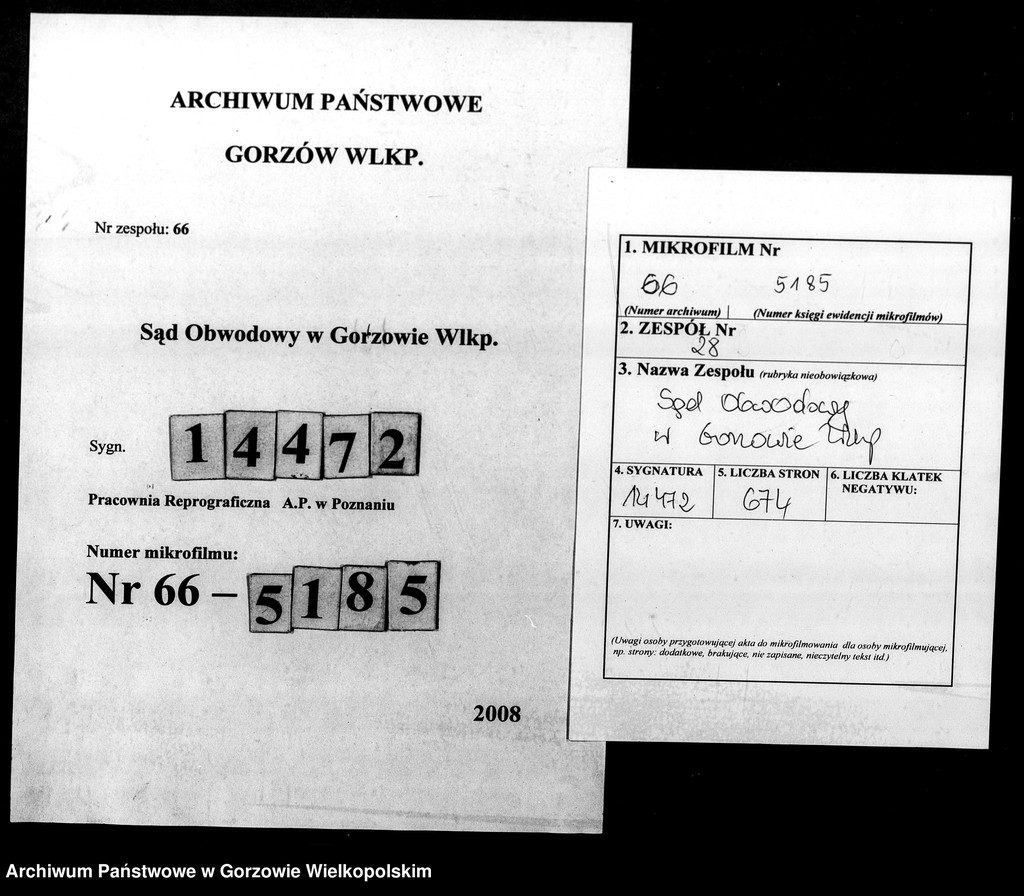 ARCHIWUM PAŃSTWOWE
GORZÓW WLKP.
Nr zespołu: 66
Sąd Obwodowy w Gorzowie Wlkp.
Sygn. 14472
Pracownia Reprograficzna A.P. w Poznaniu
Numer mikrofilmu:
Nr 66 – 5185
2008
1. MIKROFILM Nr
66 5185
(Numer archiwum) | (Numer księgi ewidencji mikrofilmów)
2. ZESPÓŁ Nr
28
3. Nazwa Zespołu (rubryka nieobowiązkowa)
Sąd Obwodowy
w Gorzowie Wlkp
4. SYGNATURA 5. LICZBA STRON 6. LICZBA KLATEK NEGATYWU:
14472 674
7. UWAGI:
(Uwagi osoby przygotowującej akta do mikrofilmowania dla osoby mikrofilmującej,
np. strony: dodatkowe, brakujące, nie zapisane, nieczytelny tekst itd.)
Archiwum Państwowe w Gorzowie Wielkopolskim